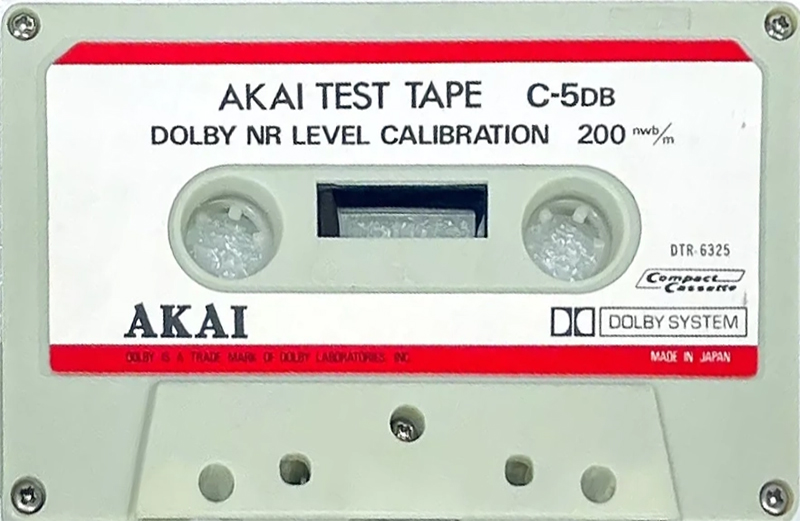 AKAI TEST TAPE C-5DB
DOLBY NR LEVEL CALIBRATION 200 nwb/m
DTR-6325
Compact Cassette
AKAI
DOLBY SYSTEM
DOLBY IS A TRADE MARK OF DOLBY LABORATORIES INC
MADE IN JAPAN